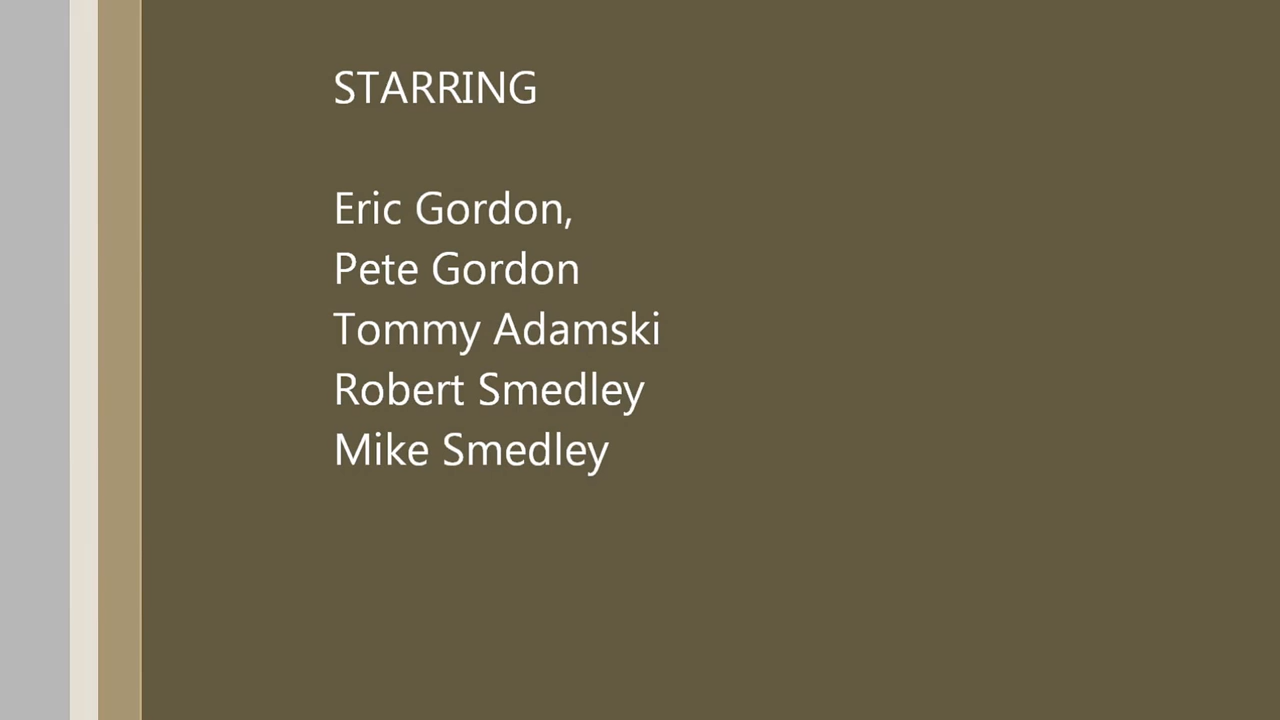 STARRING
Eric Gordon,
Pete Gordon
Tommy Adamski
Robert Smedley
Mike Smedley